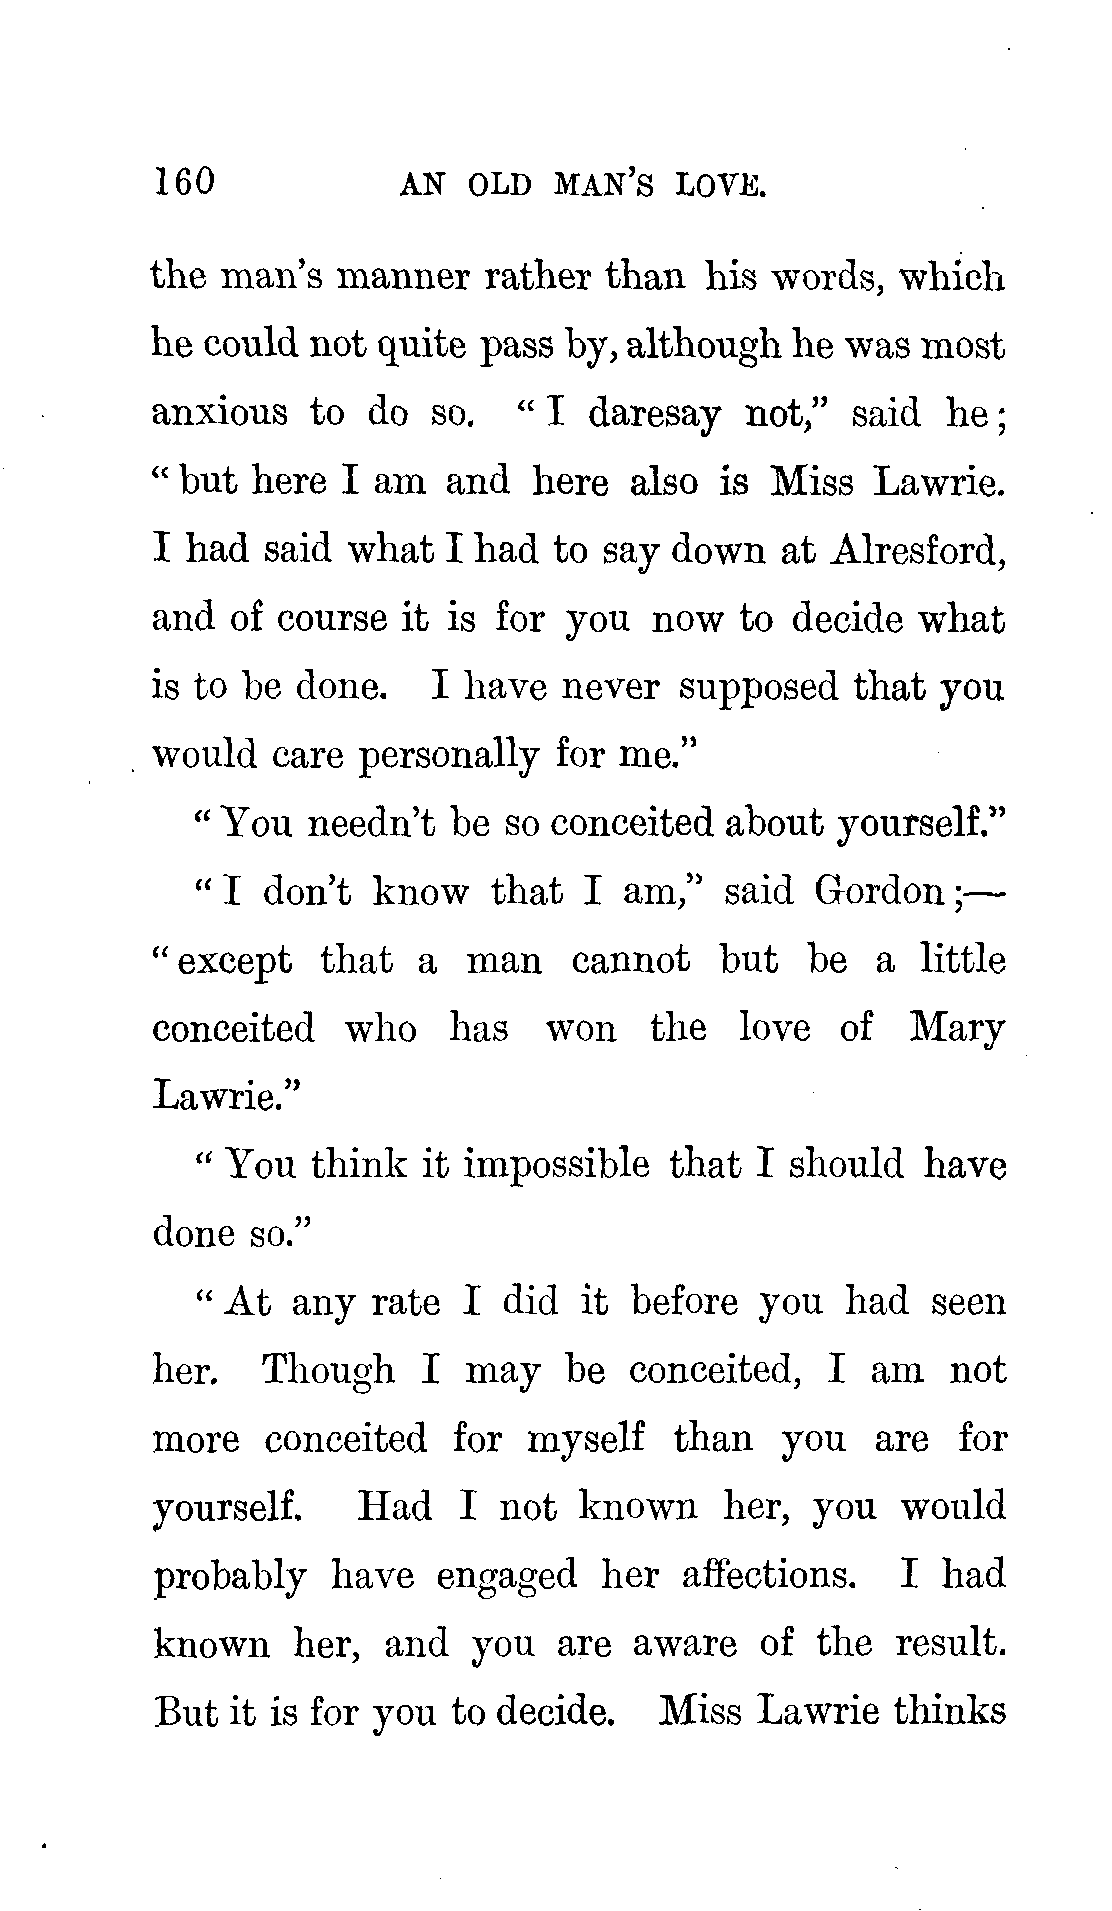 160 AN OLD MAN'S LOVE.
the man's manner rather than his words, which
he could not quite pass by, although he was most
anxious to do so. "I daresay not," said he;
"but here I am and here also is Miss Lawrie.
I had said what I had to say down at Alresford,
and of course it is for you now to decide what
is to be done. I have never supposed that you
would care personally for me."
"You needn't be so conceited about yourself."
"I don't know that I am," said Gordon;—
"except that a man cannot but be a little
conceited who has won the love of Mary
Lawrie."
"You think it impossible that I should have
done so."
"At any rate I did it before you had seen
her. Though I may be conceited, I am not
more conceited for myself than you are for
yourself. Had I not known her, you would
probably have engaged her affections. I had
known her, and you are aware of the result.
But it is for you to decide. Miss Lawrie thinks